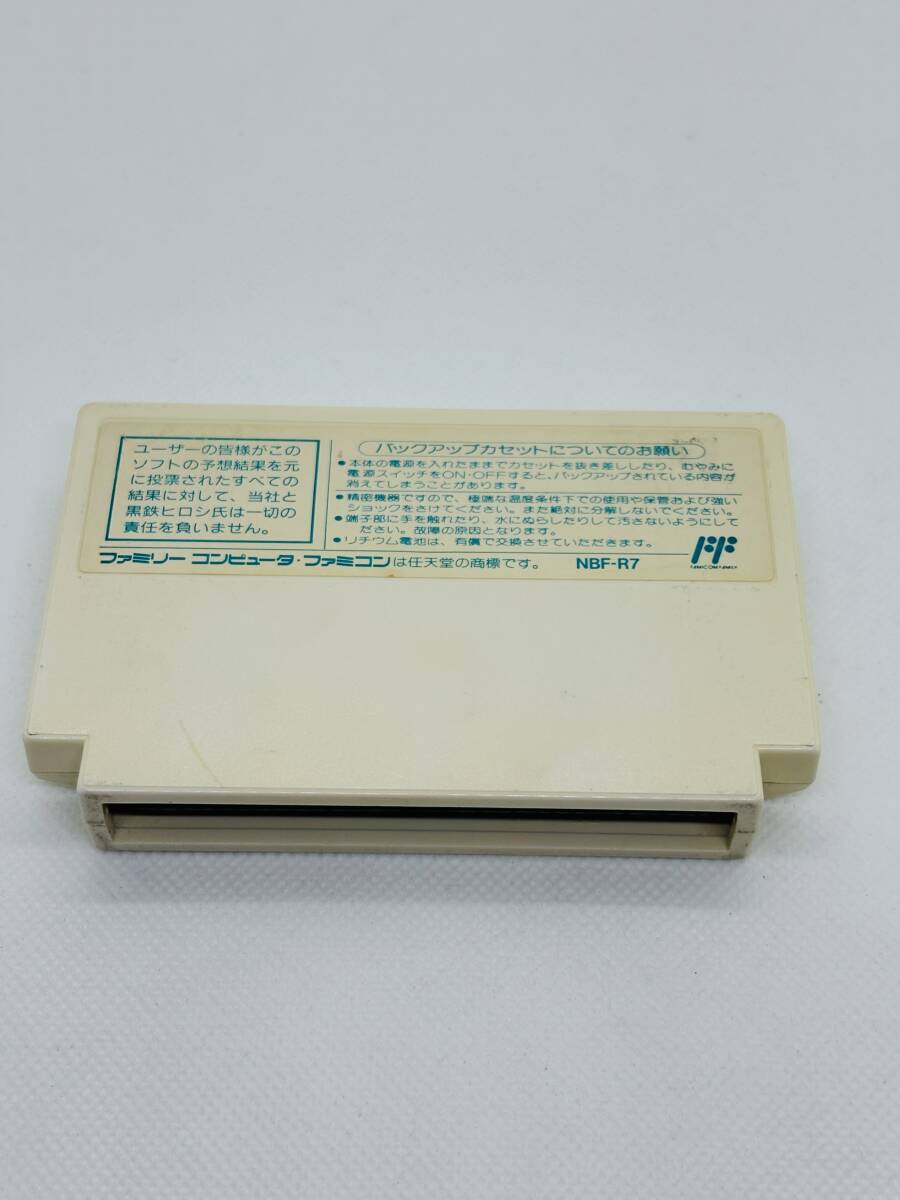 ユーザーの皆様がこの
ソフトの予想結果を元
に投票されたすべての
結果に対して、当社と
黒鉄ヒロシ氏は一切の
責任を負いません。
バックアップカセットについてのお願い
●本体の電源を入れたままでカセットを抜き差ししたり、むやみに
電源スイッチをON・OFFすると、バックアップされている内容が
消えてしまうことがあります。
●精密機器ですので、極端な温度条件下での使用や保管および強い
ショックをさけてください。また絶対に分解しないでください。
●端子部に手を触れたり、水にぬらしたりして汚さないようにして
ください。故障の原因となります。
●リチウム電池は、有償で交換させていただきます。
ファミリー コンピュータ・ファミコンは任天堂の商標です。 NBF-R7
FAMICOM FAMILY